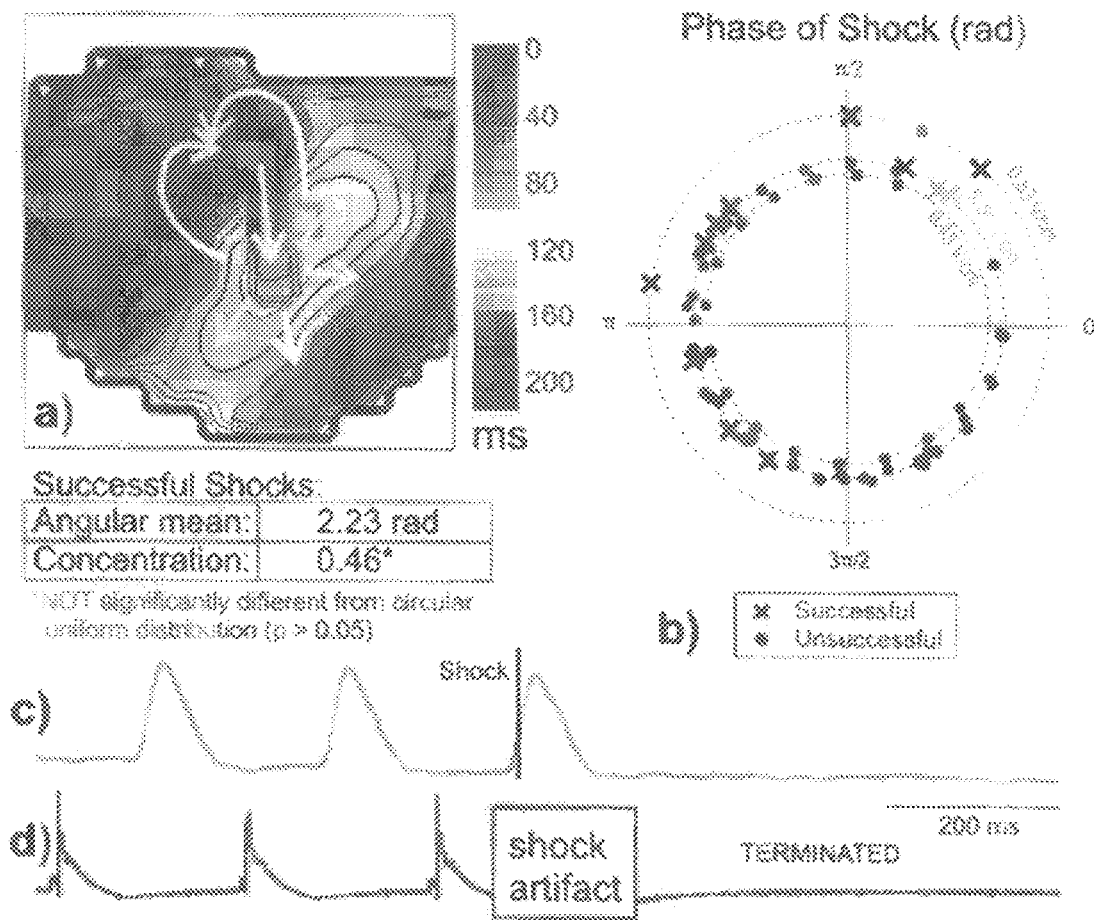 0
40
80
120
160
200
ms
a)
Phase of Shock (rad)
π/2
π
0
3π/2
b)
Successful
Unsuccessful
Successful Shocks:
Angular mean: 2.23 rad
Concentration: 0.46*
*NOT significantly different from circular
uniform distribution (p > 0.05)
c)
Shock
d)
shock
artifact
200 ms
TERMINATED